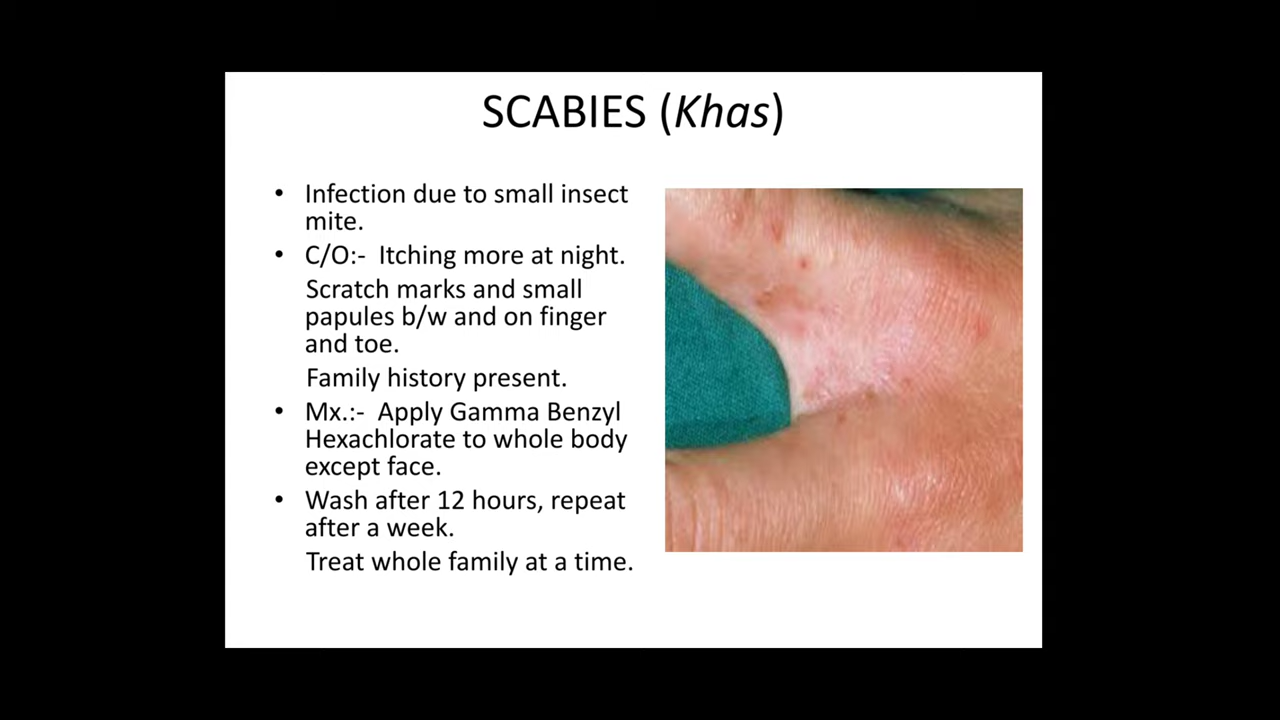 SCABIES (Khas)
• Infection due to small insect
mite.
• C/O:- Itching more at night.
Scratch marks and small
papules b/w and on finger
and toe.
Family history present.
• Mx.:- Apply Gamma Benzyl
Hexachlorate to whole body
except face.
• Wash after 12 hours, repeat
after a week.
Treat whole family at a time.